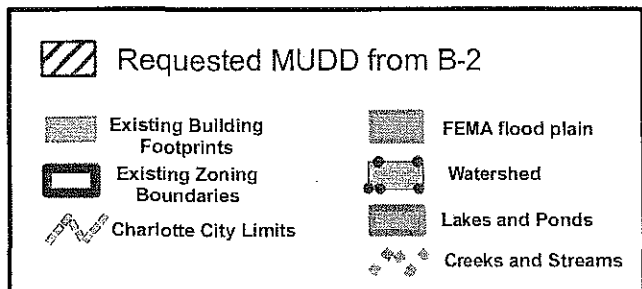 Requested MUDD from B-2
Existing Building
Footprints
Existing Zoning
Boundaries
Charlotte City Limits
FEMA flood plain
Watershed
Lakes and Ponds
Creeks and Streams